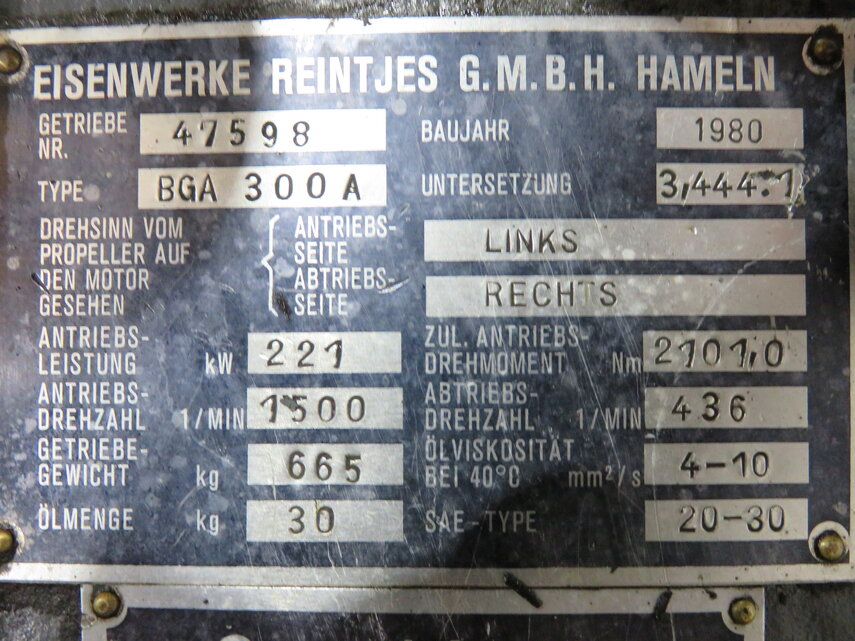 EISENWERKE REINTJES G.M.B.H. HAMELN
GETRIEBE NR. 47598 BAUJAHR 1980
TYPE BGA 300A UNTERSETZUNG 3,444:1
DREHSINN VOM PROPELLER AUF DEN MOTOR GESEHEN
ANTRIEBS-SEITE LINKS
ABTRIEBS-SEITE RECHTS
ANTRIEBS-LEISTUNG kW 221 ZUL. ANTRIEBS-DREHMOMENT Nm 2101,0
ANTRIEBS-DREHZAHL 1/MIN 1500 ABTRIEBS-DREHZAHL 1/MIN 436
GETRIEBE-GEWICHT kg 665 ÖLVISKOSITÄT BEI 40°C mm²/s 4-10
ÖLMENGE kg 30 SAE-TYPE 20-30